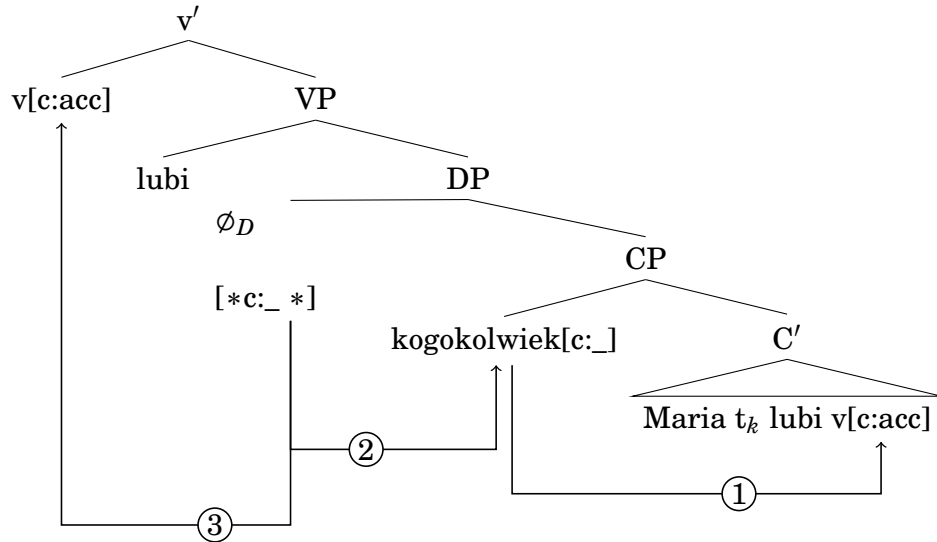 v′
v[c:acc] VP
lubi DP
∅D
CP
[∗c:_ ∗]
kogokolwiek[c:_] C′
Maria tk lubi v[c:acc]
2
1
3